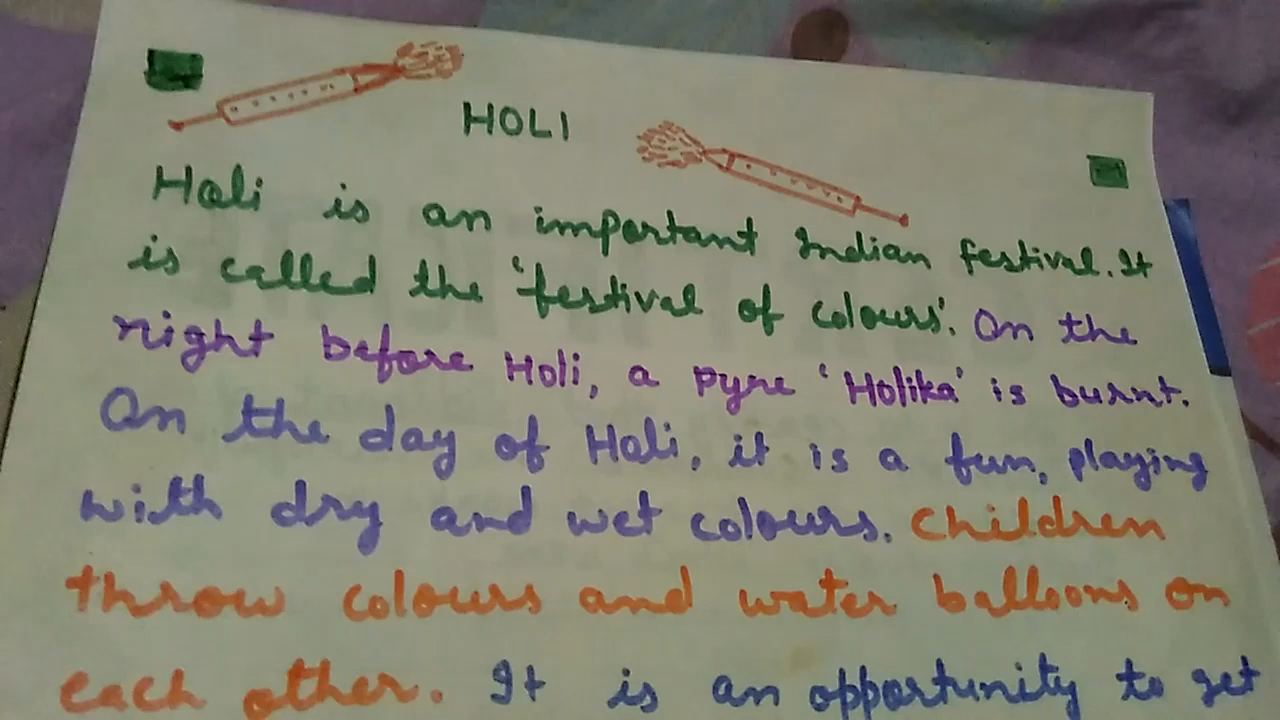 HOLI
Holi is an important Indian festival. It
is called the 'festival of colours'. On the
night before Holi, a pyre 'Holika' is burnt.
On the day of Holi, it is a fun, playing
with dry and wet colours. Children
throw colours and water balloons on
each other. It is an opportunity to get